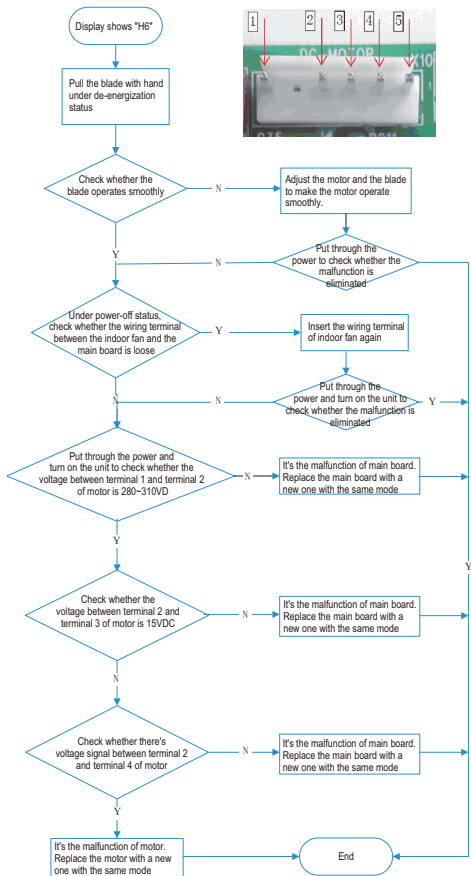 Display shows "H6"
1 2 3 4 5
DC-MOTOR
X10
Pull the blade with hand
under de-energization
status
Check whether the
blade operates smoothly
N
Adjust the motor and the blade
to make the motor operate
smoothly.
Y
N
Put through the
power to check whether the
malfunction is
eliminated
Under power-off status,
check whether the wiring terminal
between the indoor fan and the
main board is loose
Y
Insert the wiring terminal
of indoor fan again
N
N
Put through the
power and turn on the unit to
check whether the malfunction is
eliminated
Y
Put through the power and
turn on the unit to check whether the
voltage between terminal 1 and terminal 2
of motor is 280~310VD
N
It's the malfunction of main board.
Replace the main board with a
new one with the same mode
Y
Y
Check whether the
voltage between terminal 2 and
terminal 3 of motor is 15VDC
N
It's the malfunction of main board.
Replace the main board with a
new one with the same mode
N
Check whether there's
voltage signal between terminal 2
and terminal 4 of motor
N
It's the malfunction of main board.
Replace the main board with a
new one with the same mode
Y
It's the malfunction of motor.
Replace the motor with a new
one with the same mode
End